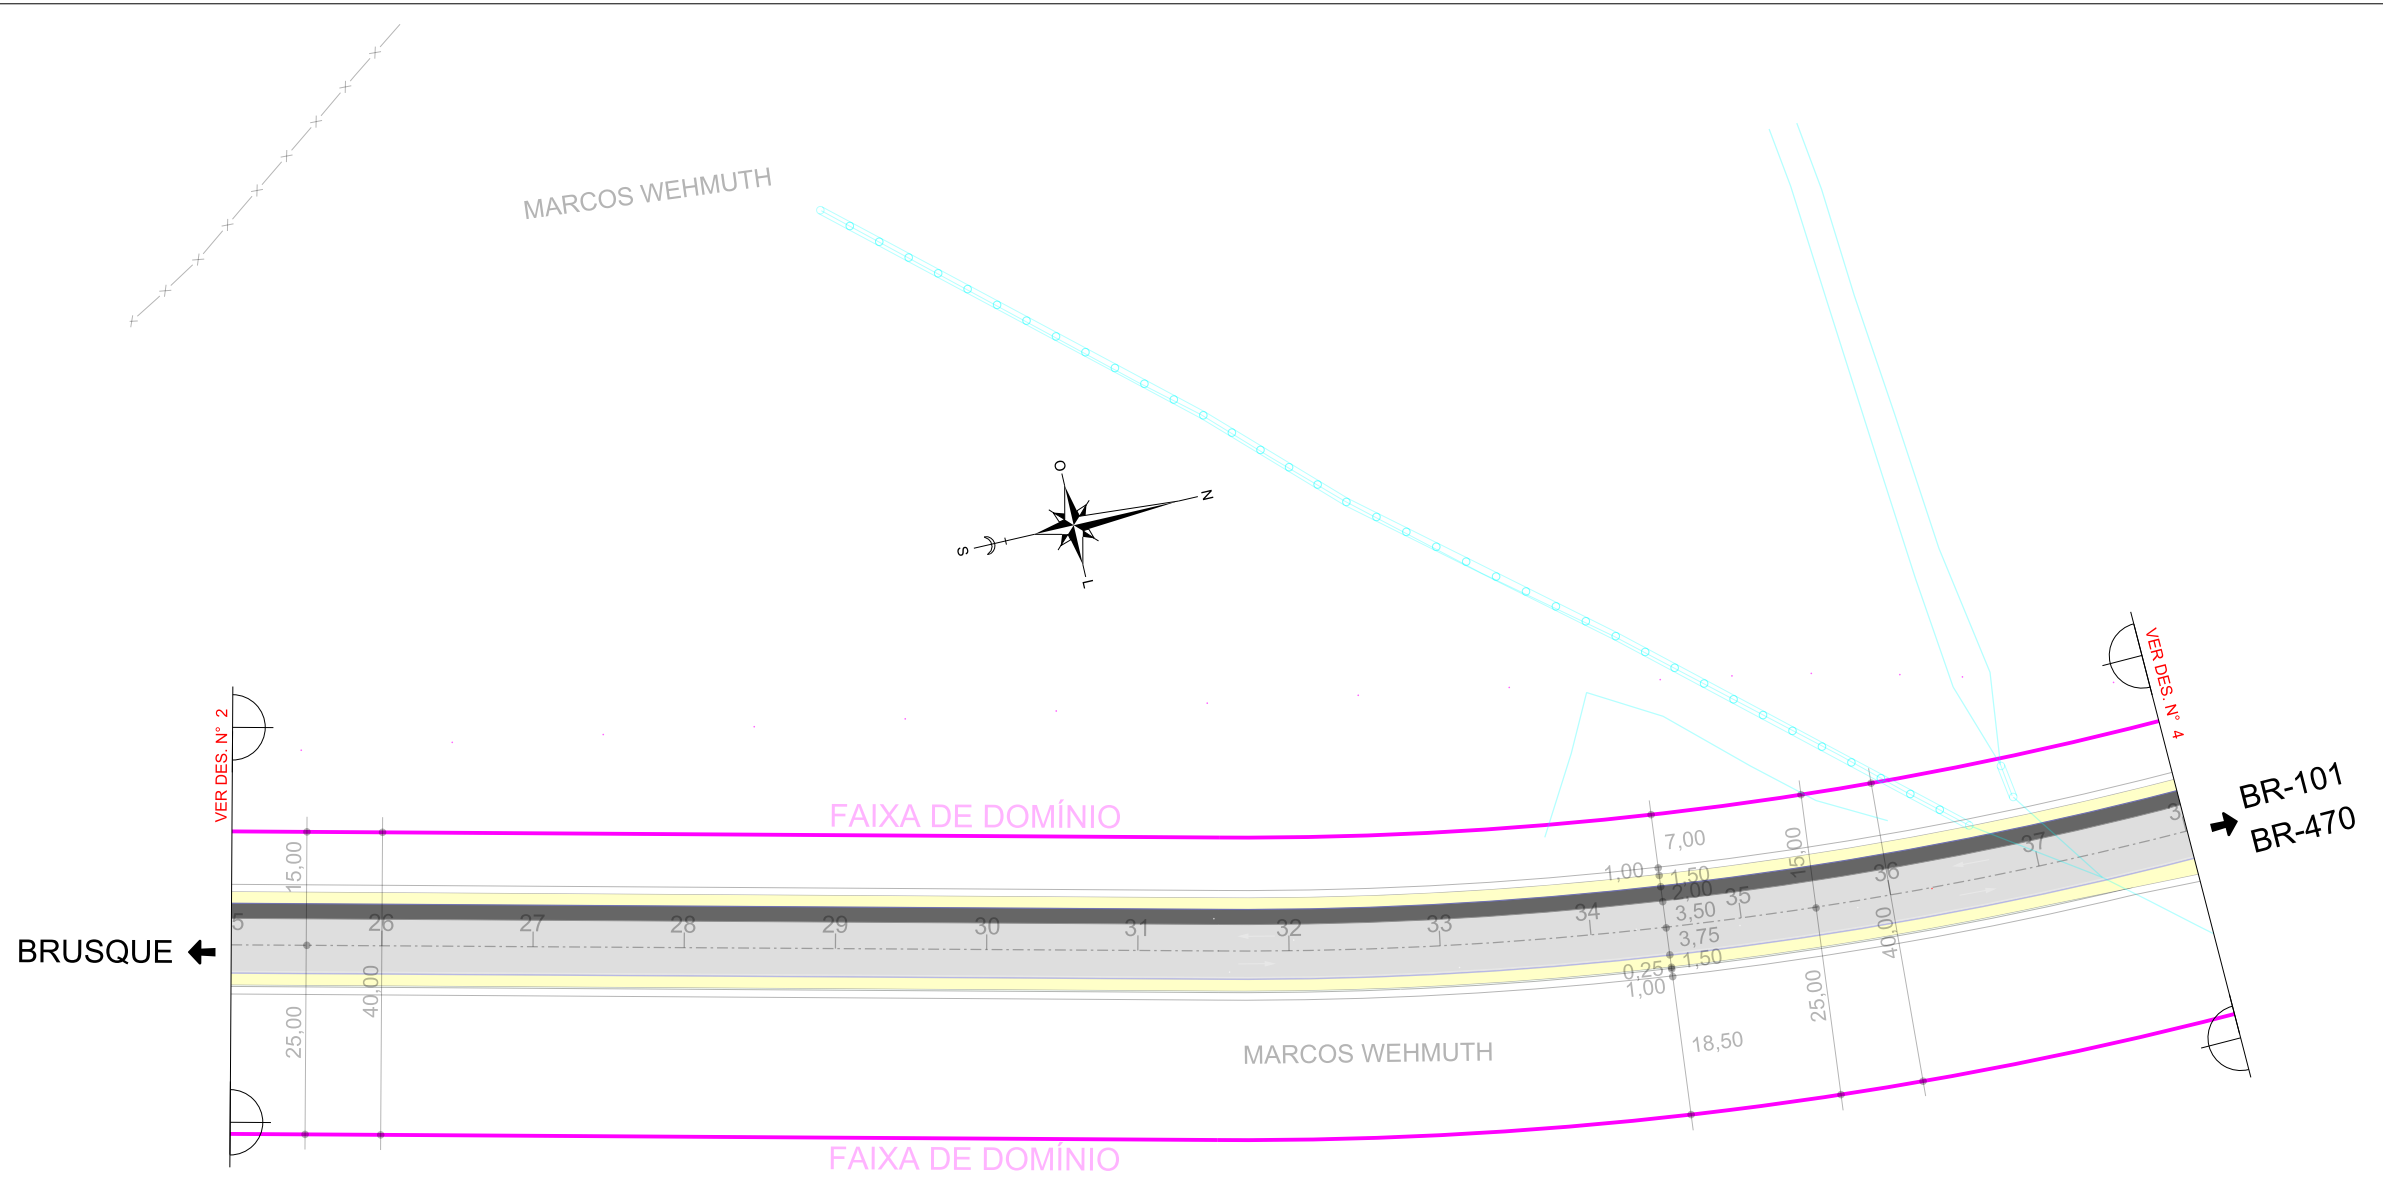 MARCOS WEHMUTH
O
N
S
L
VER DES. N° 2
VER DES. N° 4
BR-101
BR-470
FAIXA DE DOMÍNIO
15,00
7,00
15,00
1,00
1,50
2,00
3,50
3,75
0,25
1,50
1,00
5
26
27
28
29
30
31
32
33
34
35
36
37
3
BRUSQUE
40,00
25,00
40,00
25,00
18,50
MARCOS WEHMUTH
FAIXA DE DOMÍNIO